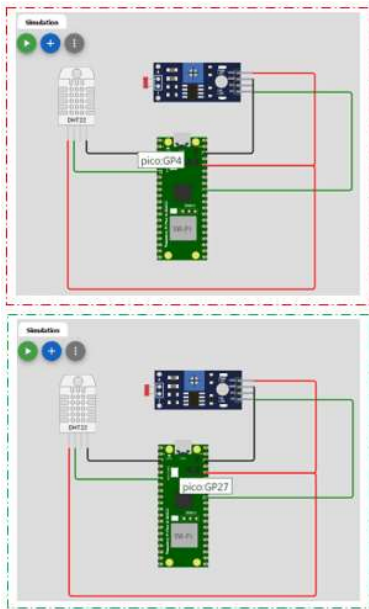 Simulation
DHT22
pico:GP4
Wi-Fi
Simulation
DHT22
pico:GP27
Wi-Fi